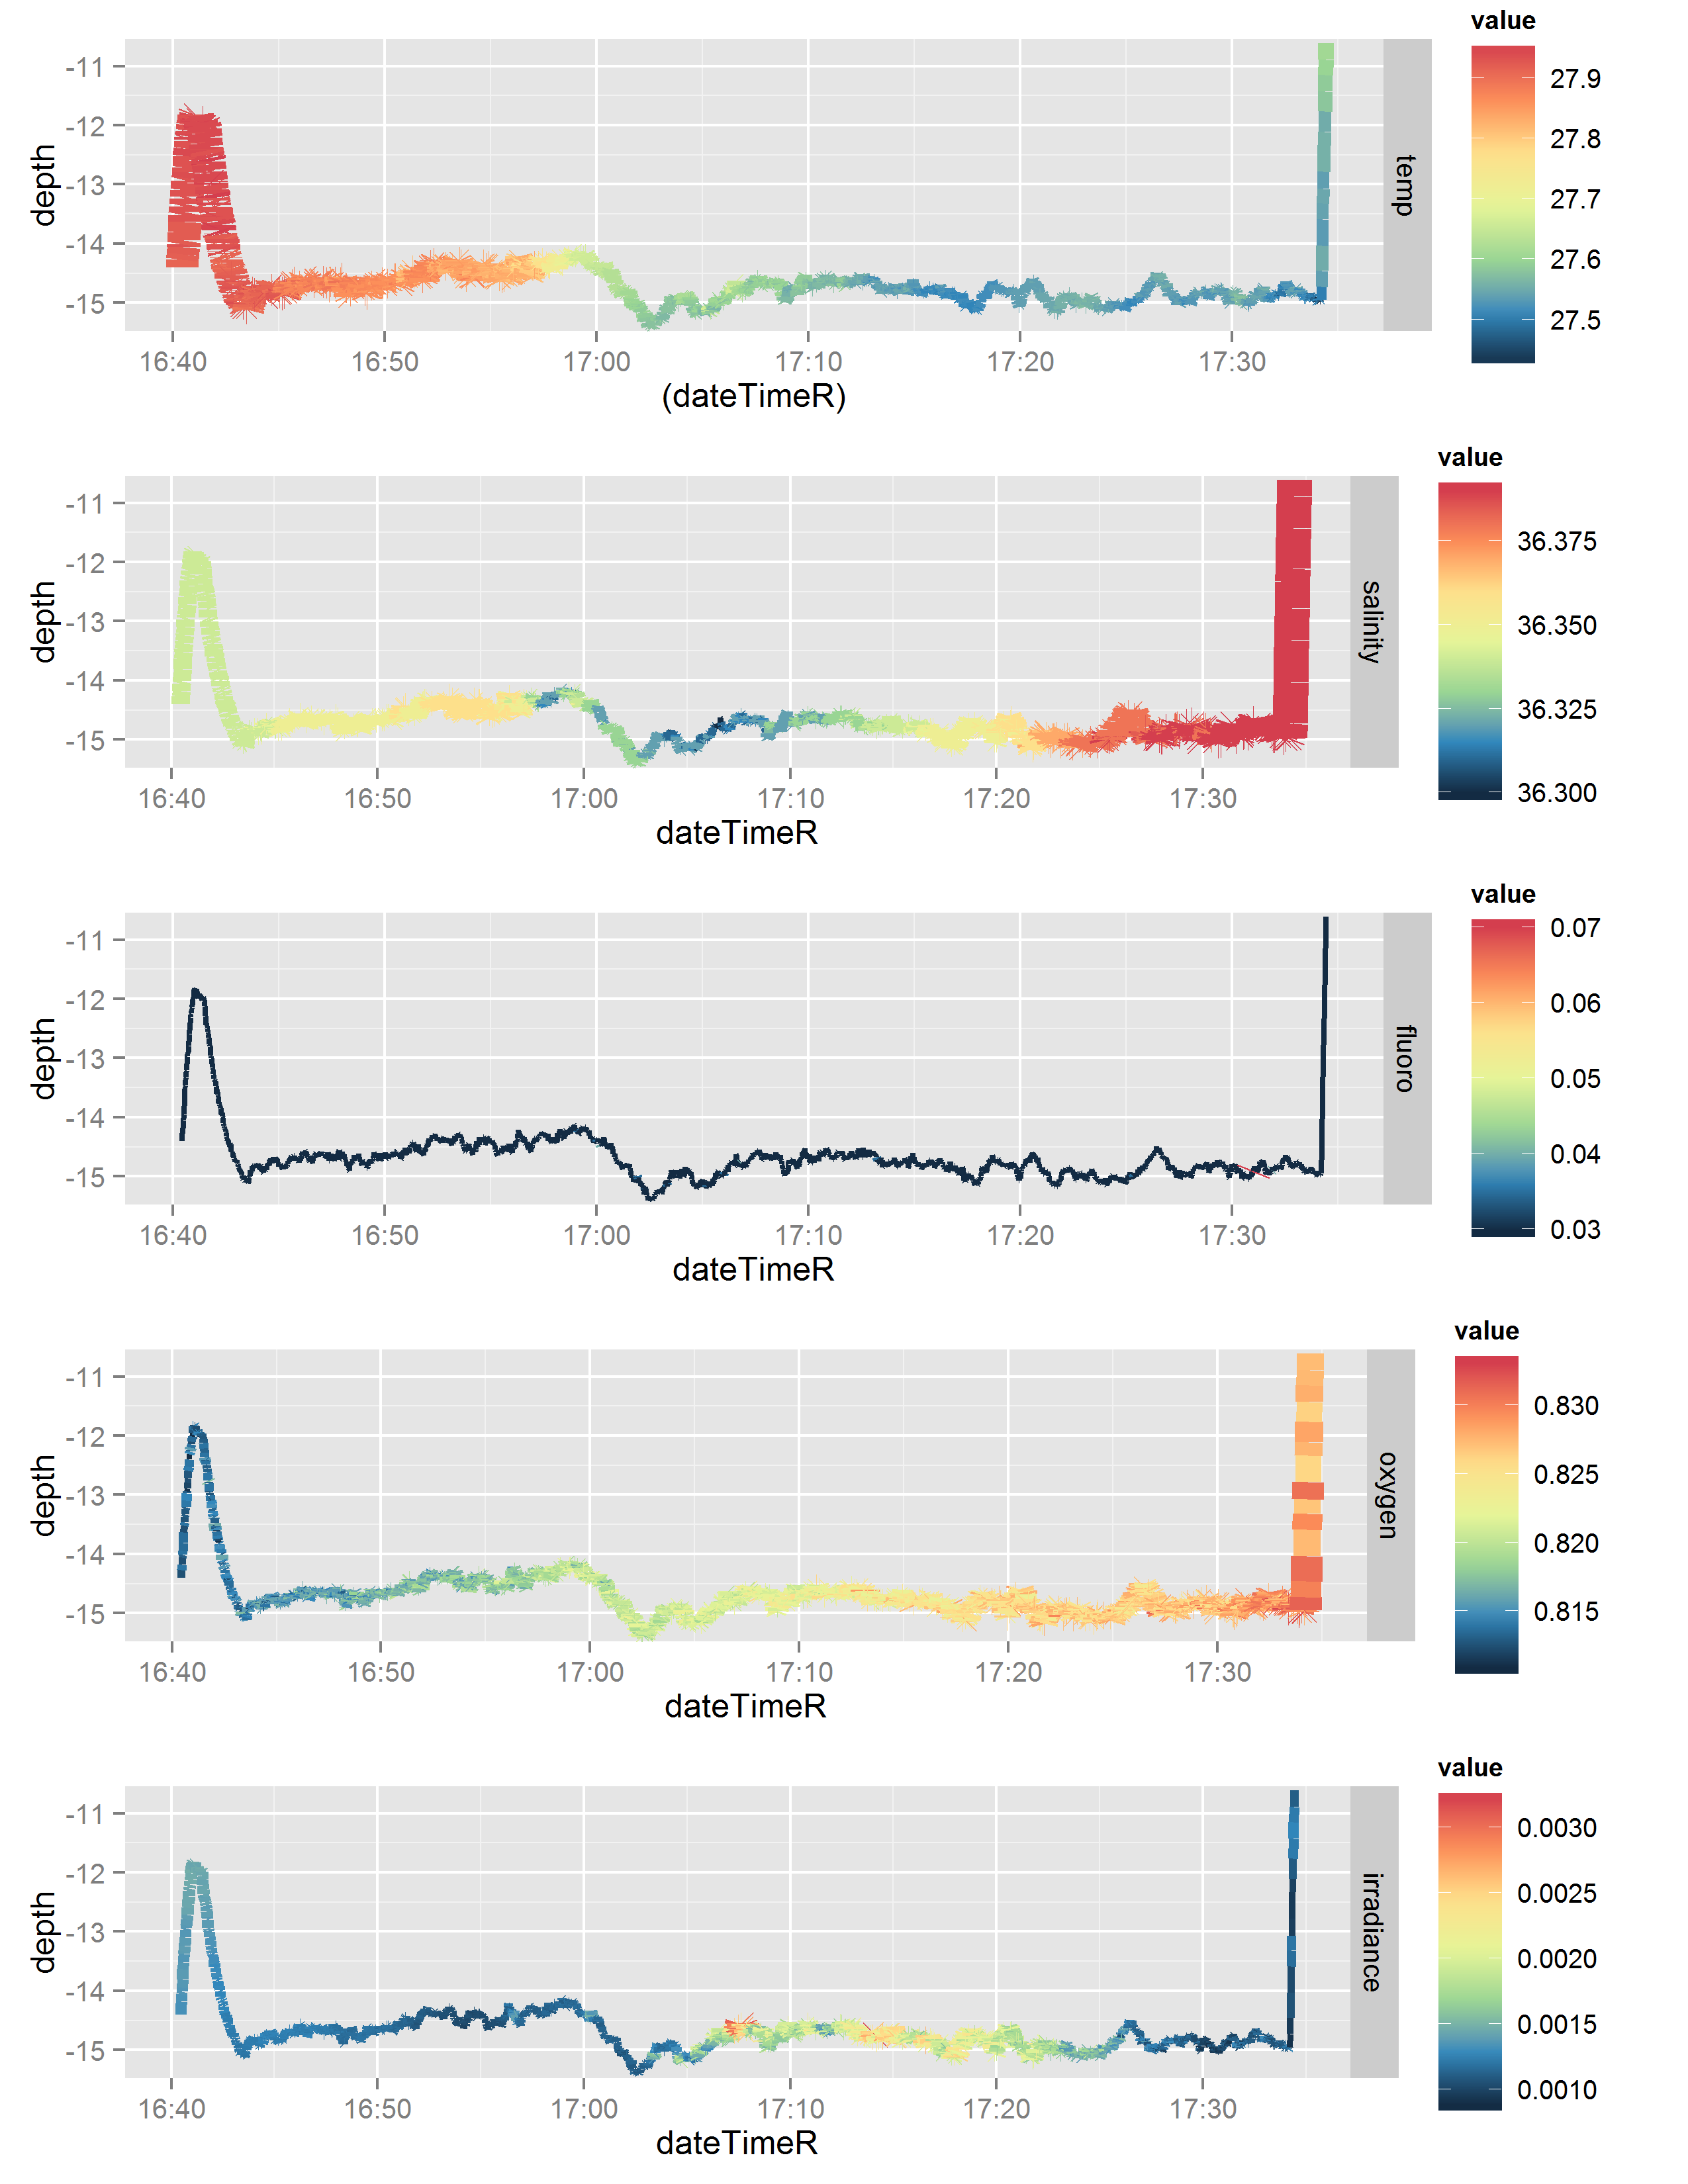 value
-11
-12
-13
-14
-15
depth
temp
27.9
27.8
27.7
27.6
27.5
16:40 16:50 17:00 17:10 17:20 17:30
(dateTimeR)
value
-11
-12
-13
-14
-15
depth
salinity
36.375
36.350
36.325
36.300
16:40 16:50 17:00 17:10 17:20 17:30
dateTimeR
value
-11
-12
-13
-14
-15
depth
fluoro
0.07
0.06
0.05
0.04
0.03
16:40 16:50 17:00 17:10 17:20 17:30
dateTimeR
value
-11
-12
-13
-14
-15
depth
oxygen
0.830
0.825
0.820
0.815
16:40 16:50 17:00 17:10 17:20 17:30
dateTimeR
value
-11
-12
-13
-14
-15
depth
irradiance
0.0030
0.0025
0.0020
0.0015
0.0010
16:40 16:50 17:00 17:10 17:20 17:30
dateTimeR